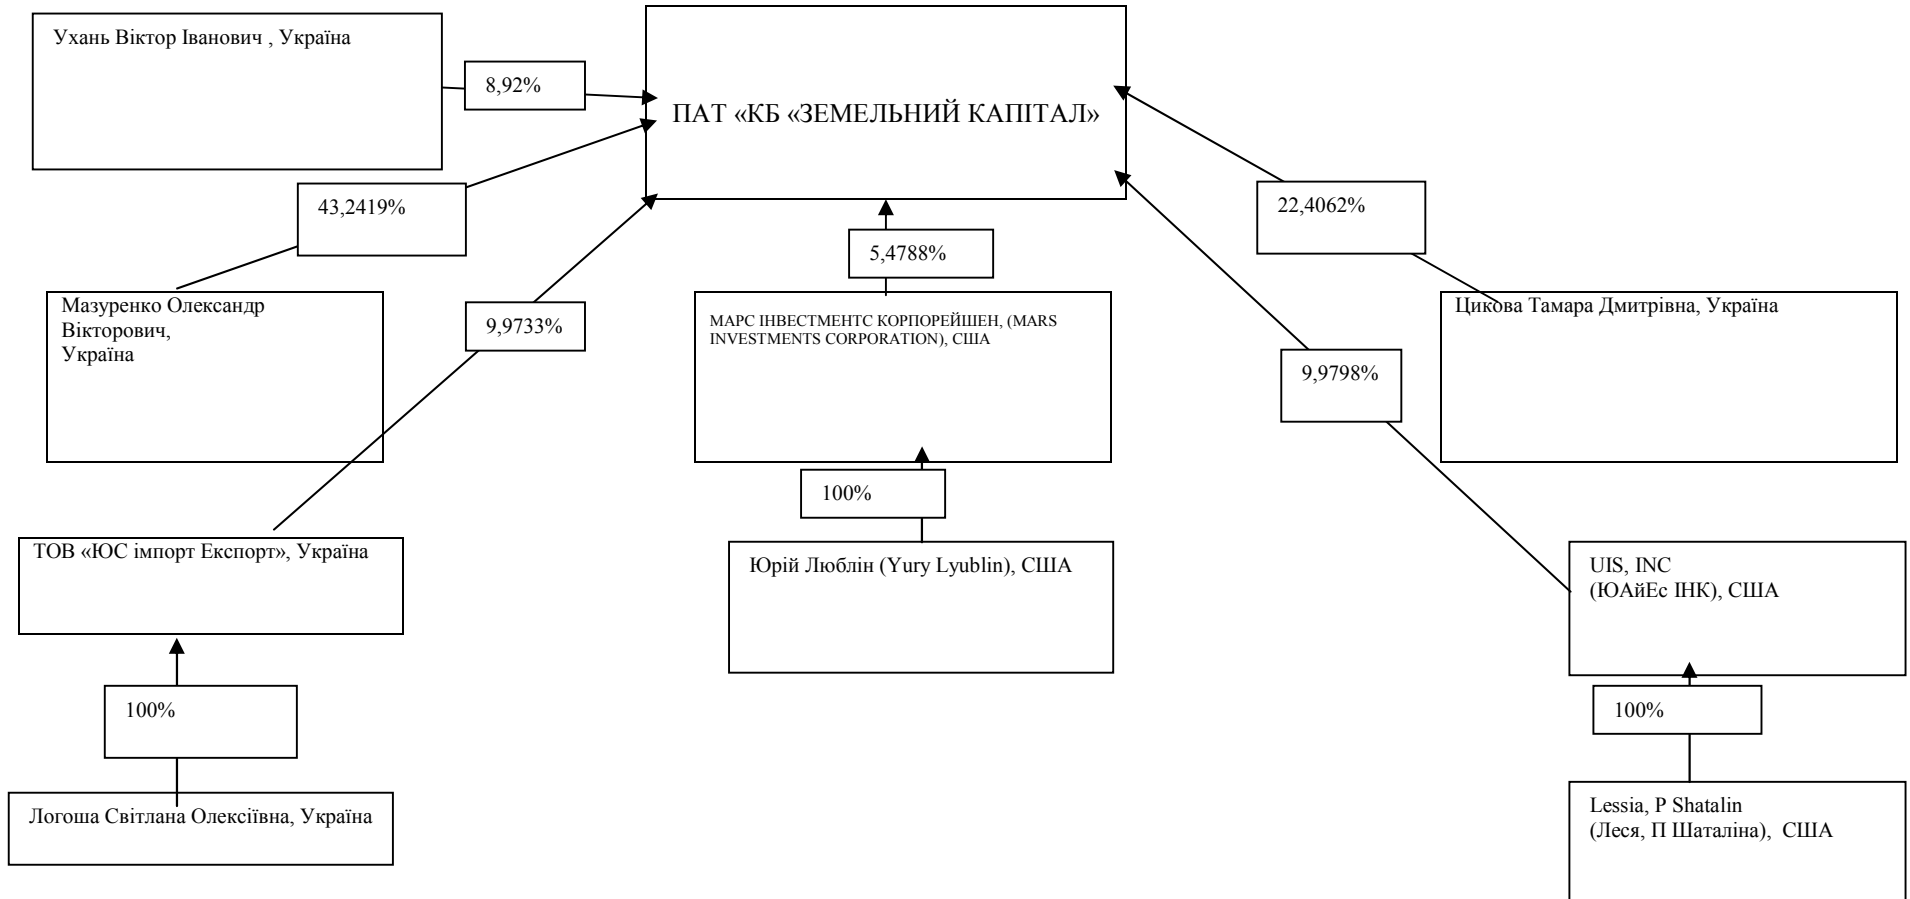 Ухань Віктор Іванович , Україна
8,92%
ПАТ «КБ «ЗЕМЕЛЬНИЙ КАПІТАЛ»
43,2419%
22,4062%
5,4788%
Мазуренко Олександр
Вікторович,
Україна
9,9733%
МАРС ІНВЕСТМЕНТС КОРПОРЕЙШЕН, (MARS
INVESTMENTS CORPORATION), США
Цикова Тамара Дмитрівна, Україна
9,9798%
100%
ТОВ «ЮС імпорт Експорт», Україна
Юрій Люблін (Yury Lyublin), США
UIS, INC
(ЮАйЕс ІНК), США
100%
100%
Логоша Світлана Олексіївна, Україна
Lessia, P Shatalin
(Леся, П Шаталіна),  США